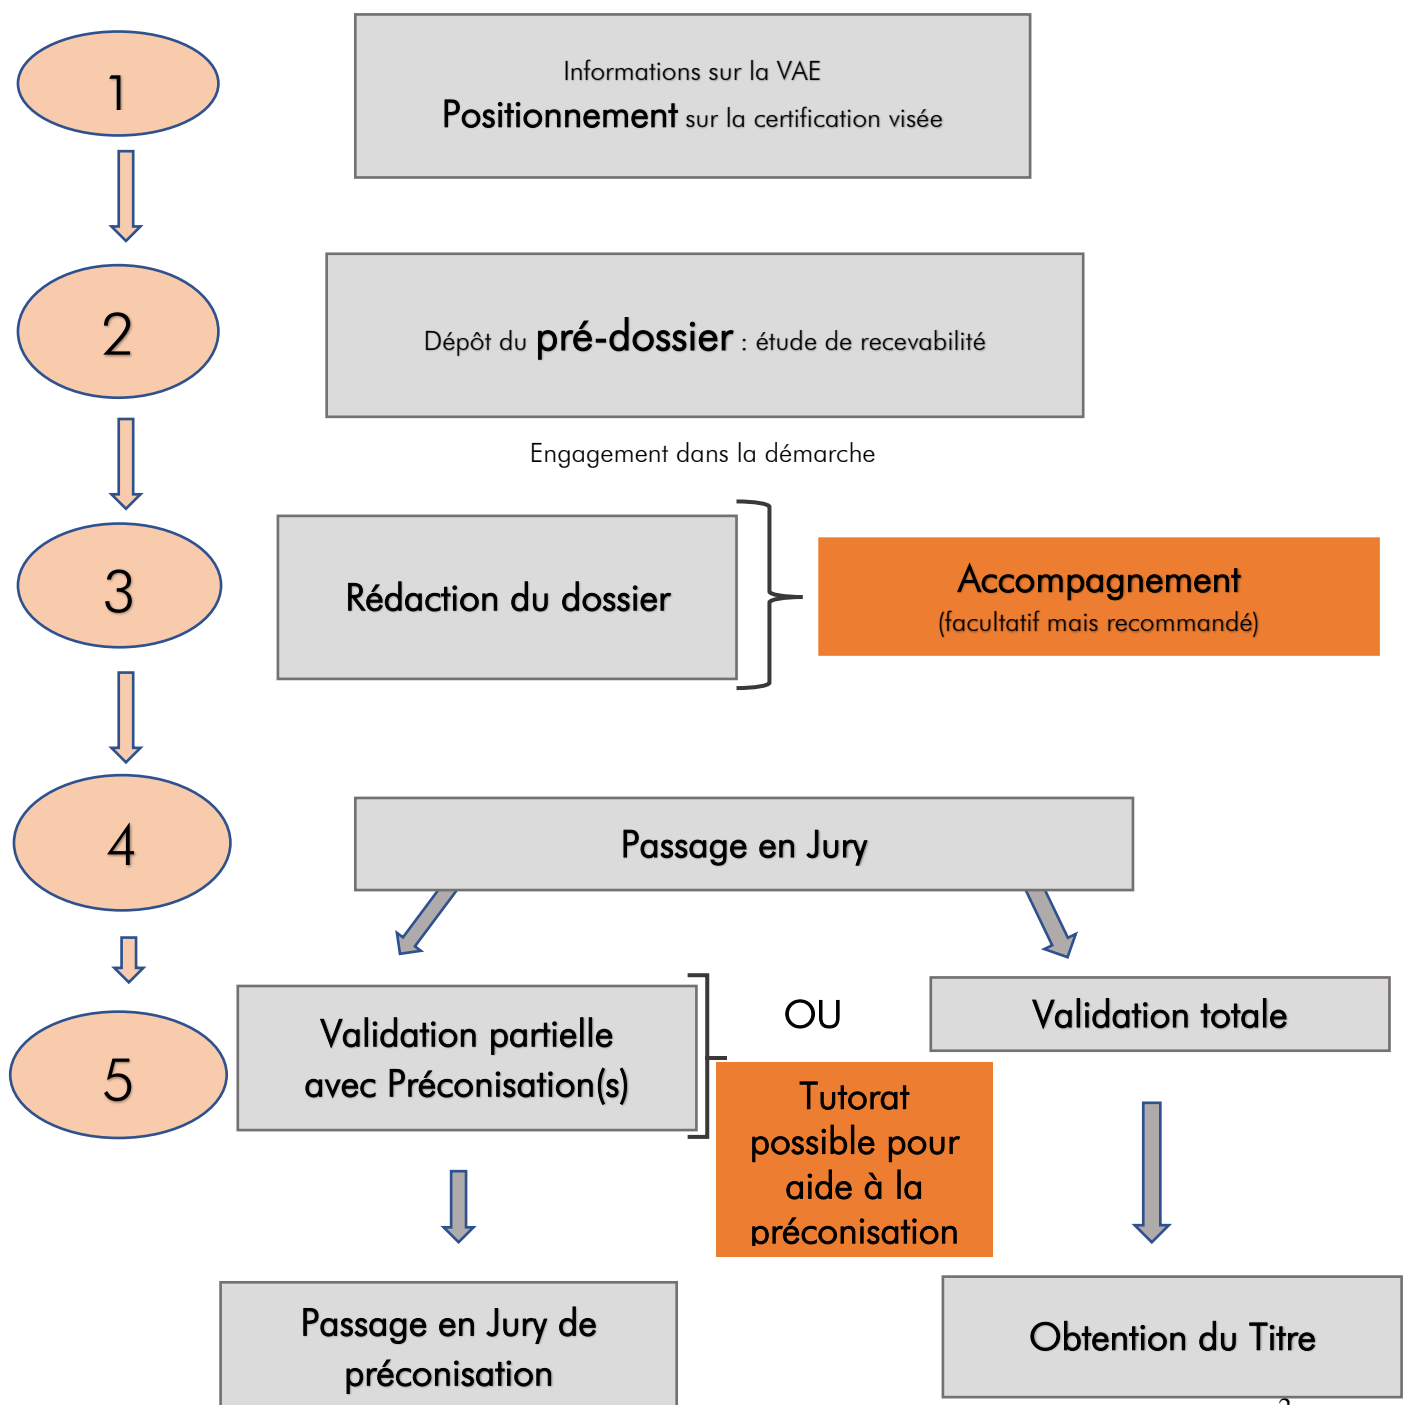 1
Informations sur la VAE
Positionnement sur la certification visée
2
Dépôt du pré-dossier : étude de recevabilité
Engagement dans la démarche
3
Rédaction du dossier
Accompagnement
(facultatif mais recommandé)
4
Passage en Jury
5
Validation partielle
avec Préconisation(s)
OU
Validation totale
Tutorat
possible pour
aide à la
préconisation
Passage en Jury de
préconisation
Obtention du Titre